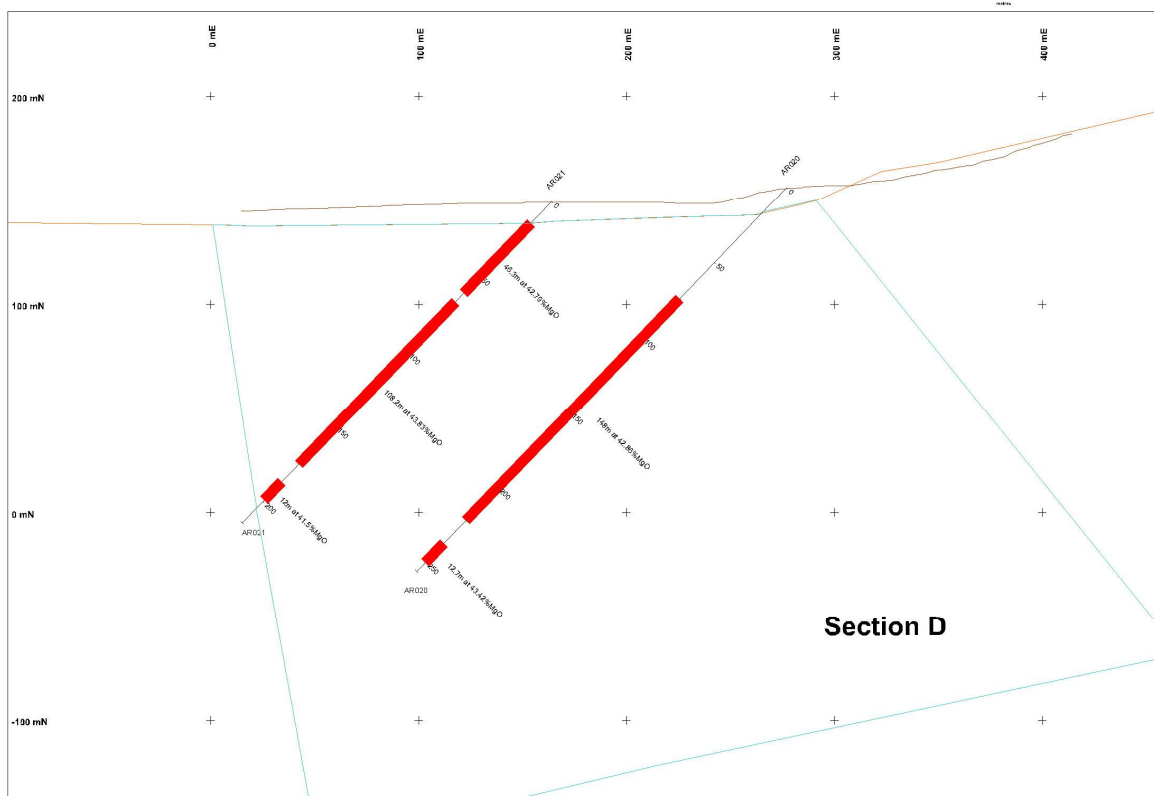 metres
0 mE
100 mE
200 mE
300 mE
400 mE
200 mN
AR021
AR020
0
0
50
46.3m at 42.79%MgO
50
100 mN
100
100
108.2m at 43.83%MgO
150
150
148m at 42.86%MgO
200
200
12m at 41.5%MgO
0 mN
AR021
250
12.7m at 43.42%MgO
AR020
Section D
-100 mN